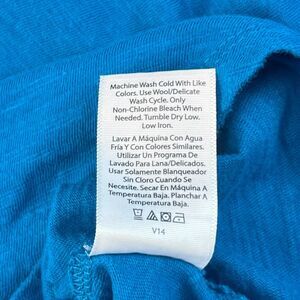 Machine Wash Cold With Like
Colors. Use Wool/Delicate
Wash Cycle. Only
Non-Chlorine Bleach When
Needed. Tumble Dry Low.
Low Iron.
Lavar A Máquina Con Agua
Fría Y Con Colores Similares.
Utilizar Un Programa De
Lavado Para Lana/Delicados.
Usar Solamente Blanqueador
Sin Cloro Cuando Se
Necesite. Secar En Máquina A
Temperatura Baja. Planchar A
Temperatura Baja.
V14